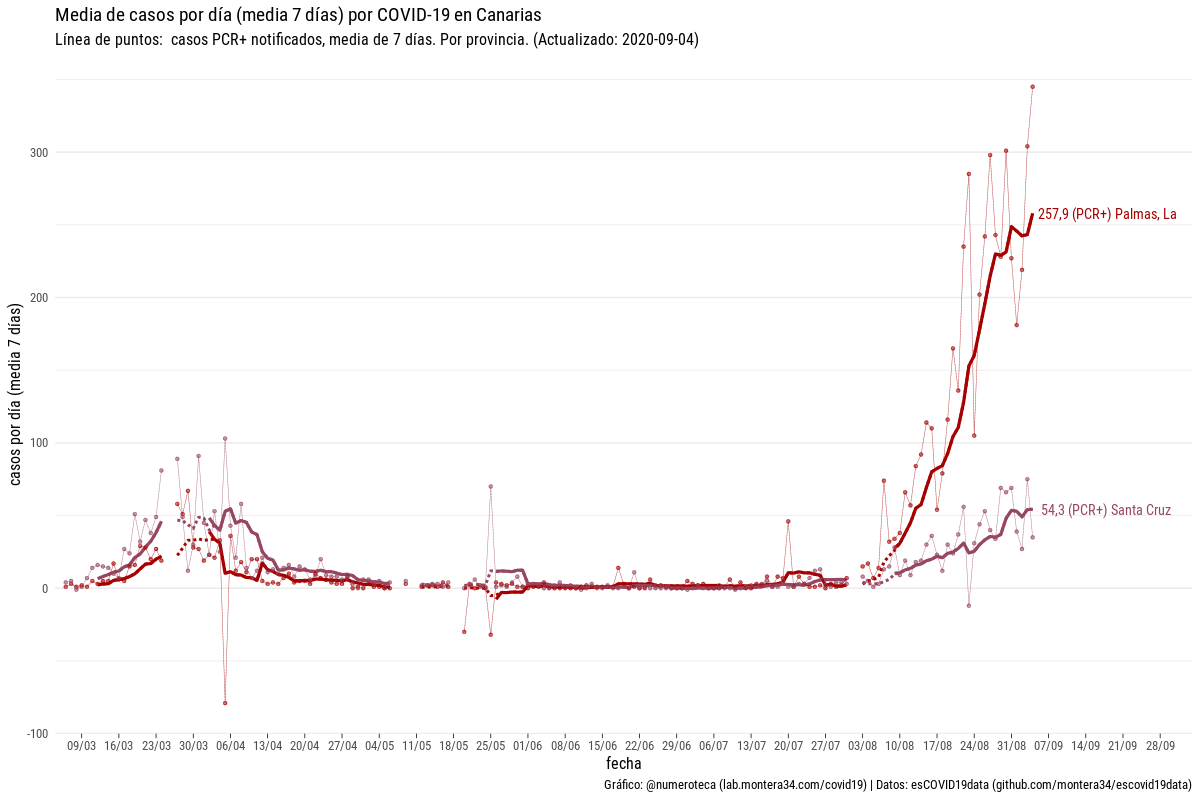 Media de casos por día (media 7 días) por COVID-19 en Canarias
Línea de puntos:  casos PCR+ notificados, media de 7 días. Por provincia. (Actualizado: 2020-09-04)
casos por día (media 7 días)
300
200
100
0
-100
257,9 (PCR+) Palmas, La
54,3 (PCR+) Santa Cruz
09/03 16/03 23/03 30/03 06/04 13/04 20/04 27/04 04/05 11/05 18/05 25/05 01/06 08/06 15/06 22/06 29/06 06/07 13/07 20/07 27/07 03/08 10/08 17/08 24/08 31/08 07/09 14/09 21/09 28/09
fecha
Gráfico: @numeroteca (lab.montera34.com/covid19) | Datos: esCOVID19data (github.com/montera34/escovid19data)